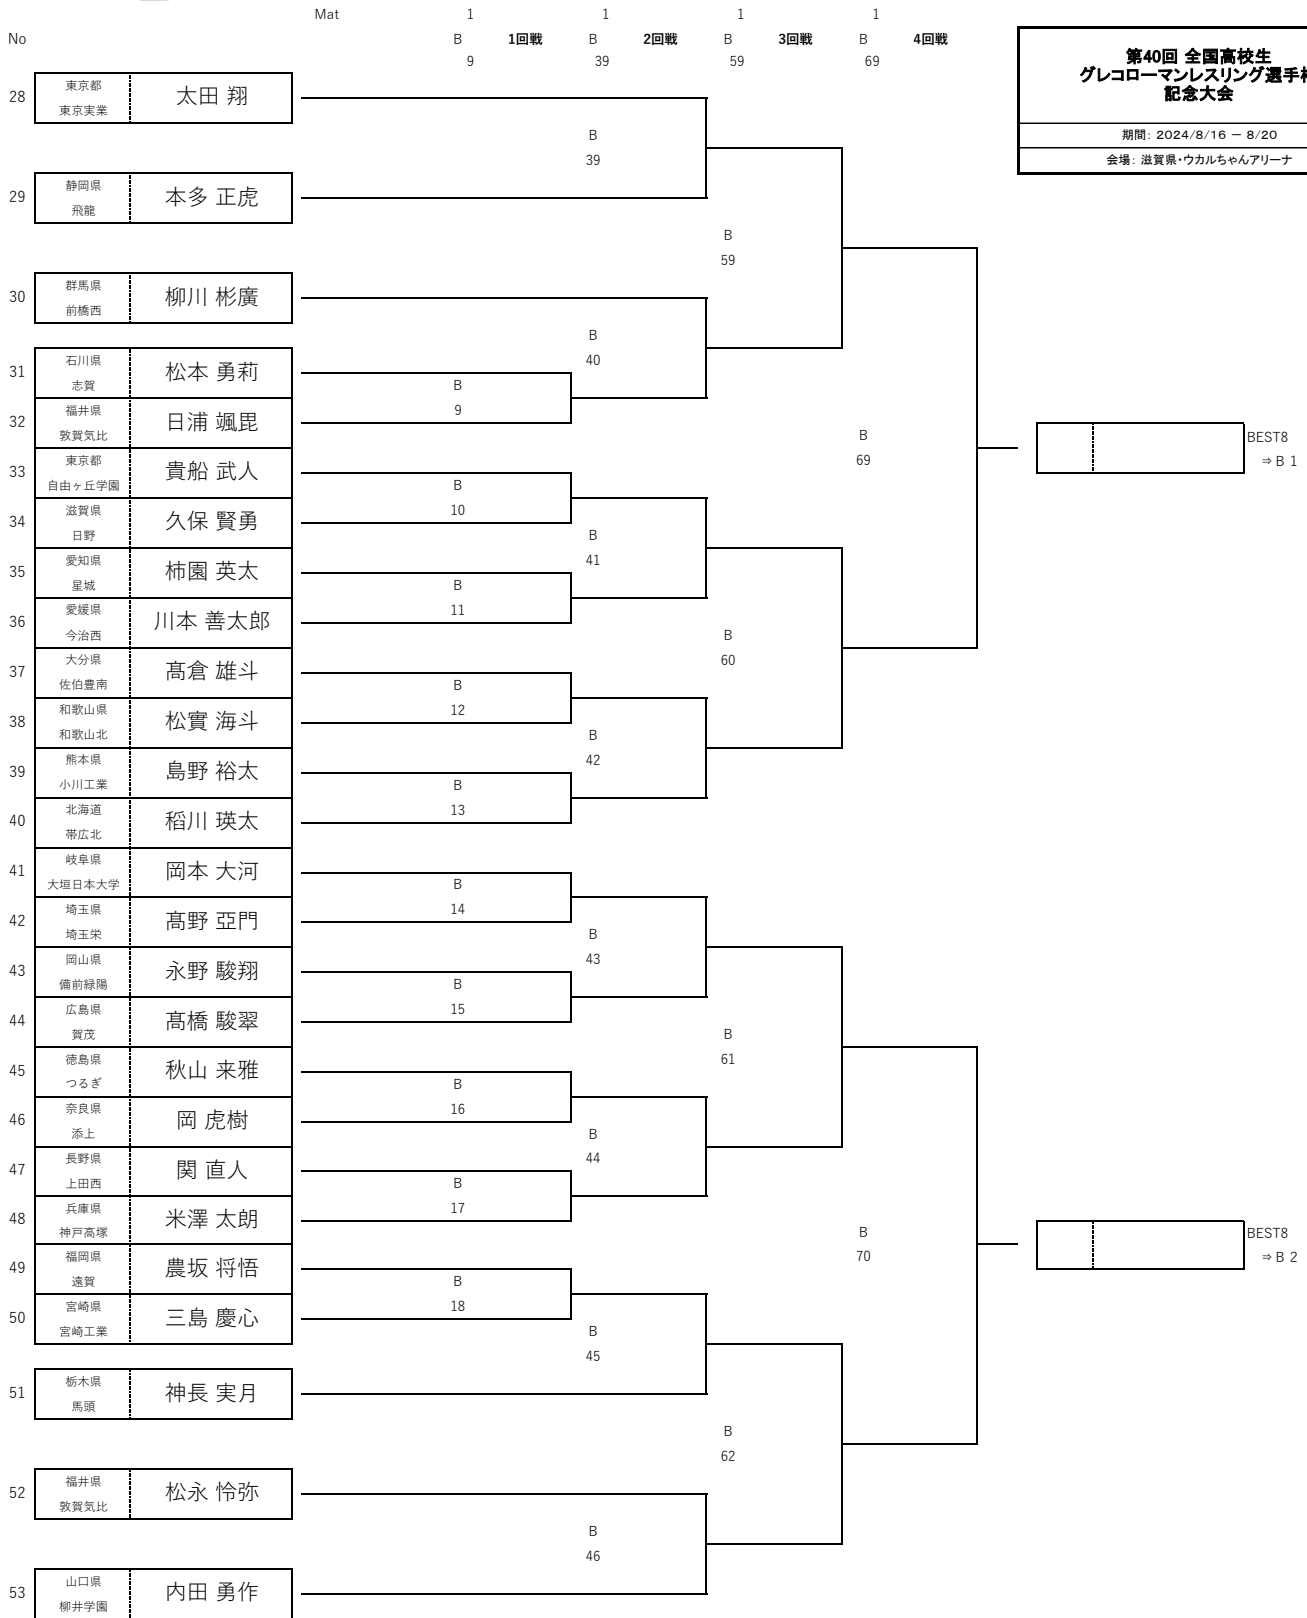 Mat 1 1 1 1
No B 1回戦 B 2回戦 B 3回戦 B 4回戦
9 39 59 69
第40回 全国高校生
グレコローマンレスリング選手
記念大会
期間: 2024/8/16 － 8/20
会場: 滋賀県・ウカルちゃんアリーナ
28 東京都 太田 翔
東京実業
B
39
29 静岡県 本多 正虎
飛龍
B
59
30 群馬県 柳川 彬廣
前橋西
B
40
31 石川県 松本 勇莉
志賀
B
9
32 福井県 日浦 颯毘
敦賀気比
B
69
BEST8
⇒ B 1
33 東京都 貴船 武人
自由ヶ丘学園
B
10
34 滋賀県 久保 賢勇
日野
B
41
35 愛知県 柿園 英太
星城
B
11
36 愛媛県 川本 善太郎
今治西
B
60
37 大分県 髙倉 雄斗
佐伯豊南
B
12
38 和歌山県 松實 海斗
和歌山北
B
42
39 熊本県 島野 裕太
小川工業
B
13
40 北海道 稻川 瑛太
帯広北
41 岐阜県 岡本 大河
大垣日本大学
B
14
42 埼玉県 髙野 亞門
埼玉栄
B
43
43 岡山県 永野 駿翔
備前緑陽
B
15
44 広島県 髙橋 駿翠
賀茂
B
61
45 徳島県 秋山 来雅
つるぎ
B
16
46 奈良県 岡 虎樹
添上
B
44
47 長野県 関 直人
上田西
B
17
48 兵庫県 米澤 太朗
神戸高塚
B
70
BEST8
⇒ B 2
49 福岡県 農坂 将悟
遠賀
B
18
50 宮崎県 三島 慶心
宮崎工業
B
45
51 栃木県 神長 実月
馬頭
B
62
52 福井県 松永 怜弥
敦賀気比
B
46
53 山口県 内田 勇作
柳井学園